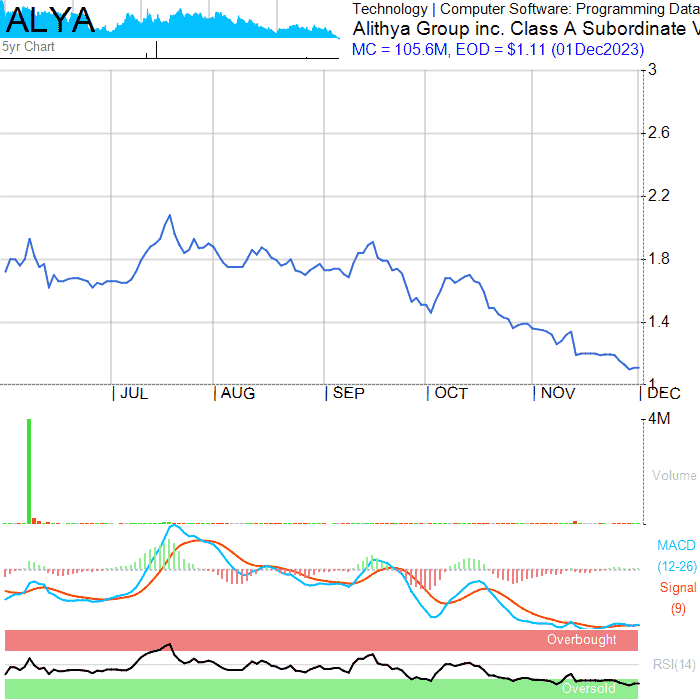 ALYA
5yr Chart
Technology | Computer Software: Programming Data
Alithya Group inc. Class A Subordinate V
MC = 105.6M, EOD = $1.11 (01Dec2023)
3
2.6
2.2
1.8
1.4
1
JUL AUG SEP OCT NOV DEC
4M
Volume
MACD
(12-26)
Signal
(9)
Overbought
RSI(14)
Oversold